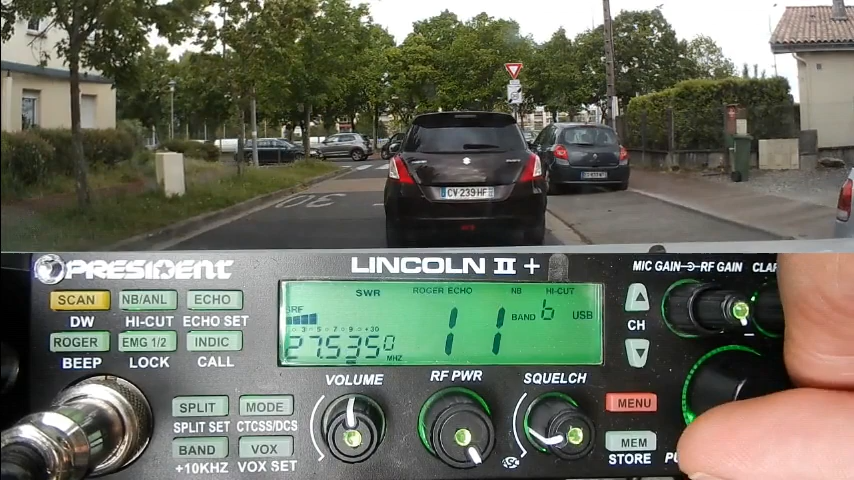 CV 239 HF
PRESIDENT
LINCOLN II +
MIC GAIN RF GAIN
SCAN NB/ANL ECHO
DW HI-CUT ECHO SET
ROGER EMG 1/2 INDIC
BEEP LOCK CALL
SWR ROGER ECHO NB HI-CUT
SRF
27.5350 MHZ
11 BAND 6 USB
CH
VOLUME RF PWR SQUELCH
SPLIT MODE
SPLIT SET CTCSS/DCS
BAND VOX
+10KHZ VOX SET
MENU
MEM
STORE